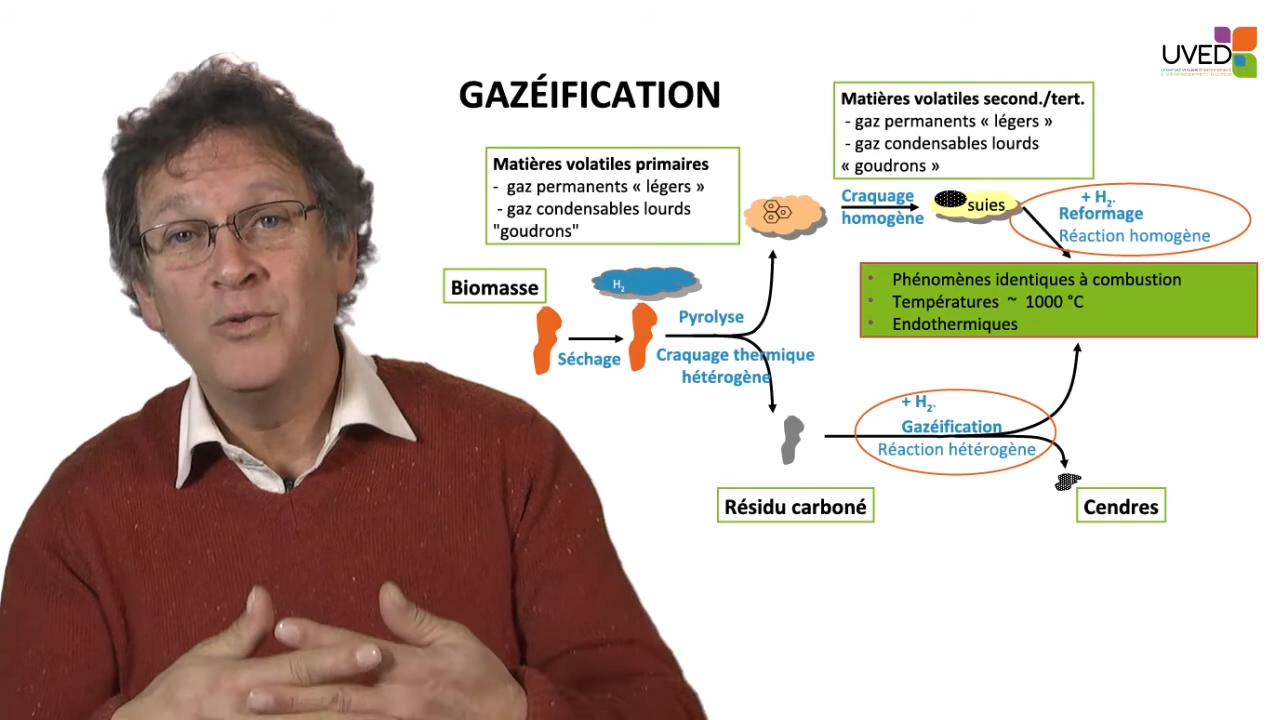 UVED
GAZÉIFICATION
Matières volatiles second./tert.
- gaz permanents « légers »
- gaz condensables lourds
« goudrons »
Matières volatiles primaires
- gaz permanents « légers »
- gaz condensables lourds
"goudrons"
Craquage
homogène
suies
+ H2.
Reformage
Réaction homogène
Biomasse
H2
Séchage
Pyrolyse
Craquage thermique
hétérogène
• Phénomènes identiques à combustion
• Températures ~ 1000 °C
• Endothermiques
+ H2.
Gazéification
Réaction hétérogène
Résidu carboné
Cendres